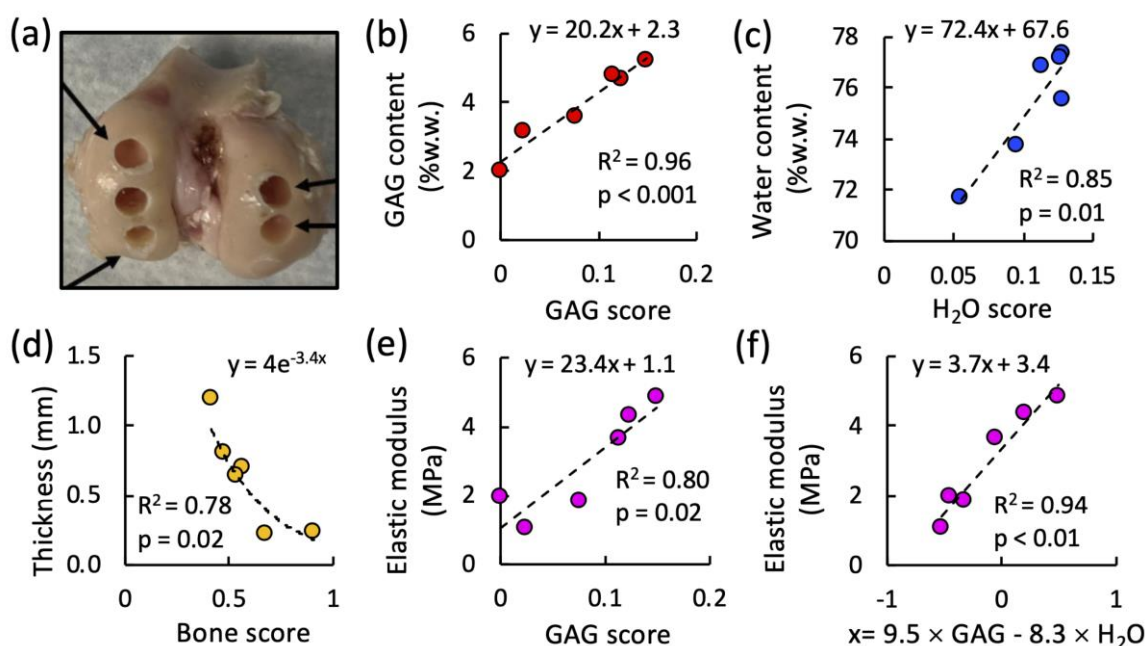 (a)
(b)
y = 20.2x + 2.3
GAG content
(%w.w.)
6
4
2
0
R² = 0.96
p < 0.001
0 0.1 0.2
GAG score
(c)
y = 72.4x + 67.6
Water content
(%w.w.)
78
76
74
72
70
R² = 0.85
p = 0.01
0 0.05 0.1 0.15
H₂O score
(d)
y = 4e⁻³·⁴ˣ
Thickness (mm)
1.5
1.0
0.5
0.0
R² = 0.78
p = 0.02
0 0.5 1
Bone score
(e)
y = 23.4x + 1.1
Elastic modulus
(MPa)
6
4
2
0
R² = 0.80
p = 0.02
0 0.1 0.2
GAG score
(f)
y = 3.7x + 3.4
Elastic modulus
(MPa)
6
4
2
0
R² = 0.94
p < 0.01
-1 0 1
x= 9.5 × GAG - 8.3 × H₂O